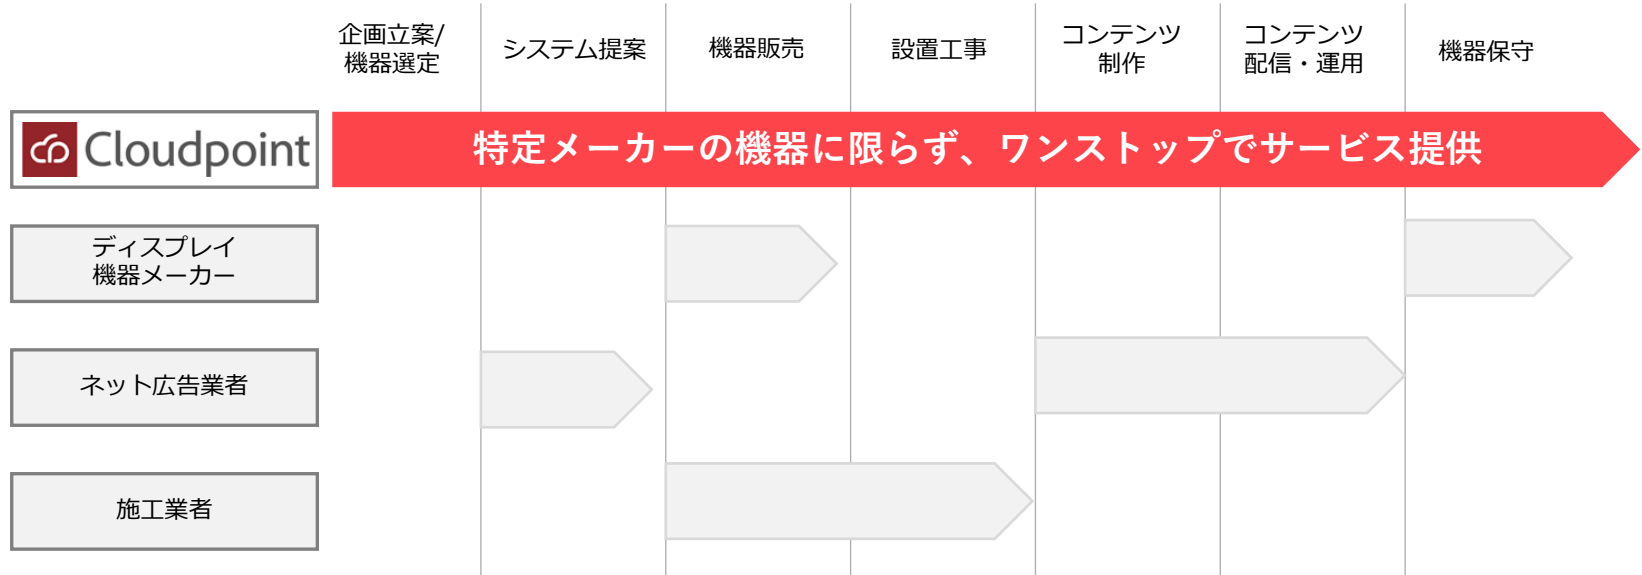 企画立案/
機器選定
システム提案
機器販売
設置工事
コンテンツ
制作
コンテンツ
配信・運用
機器保守
Cloudpoint
特定メーカーの機器に限らず、ワンストップでサービス提供
ディスプレイ
機器メーカー
ネット広告業者
施工業者